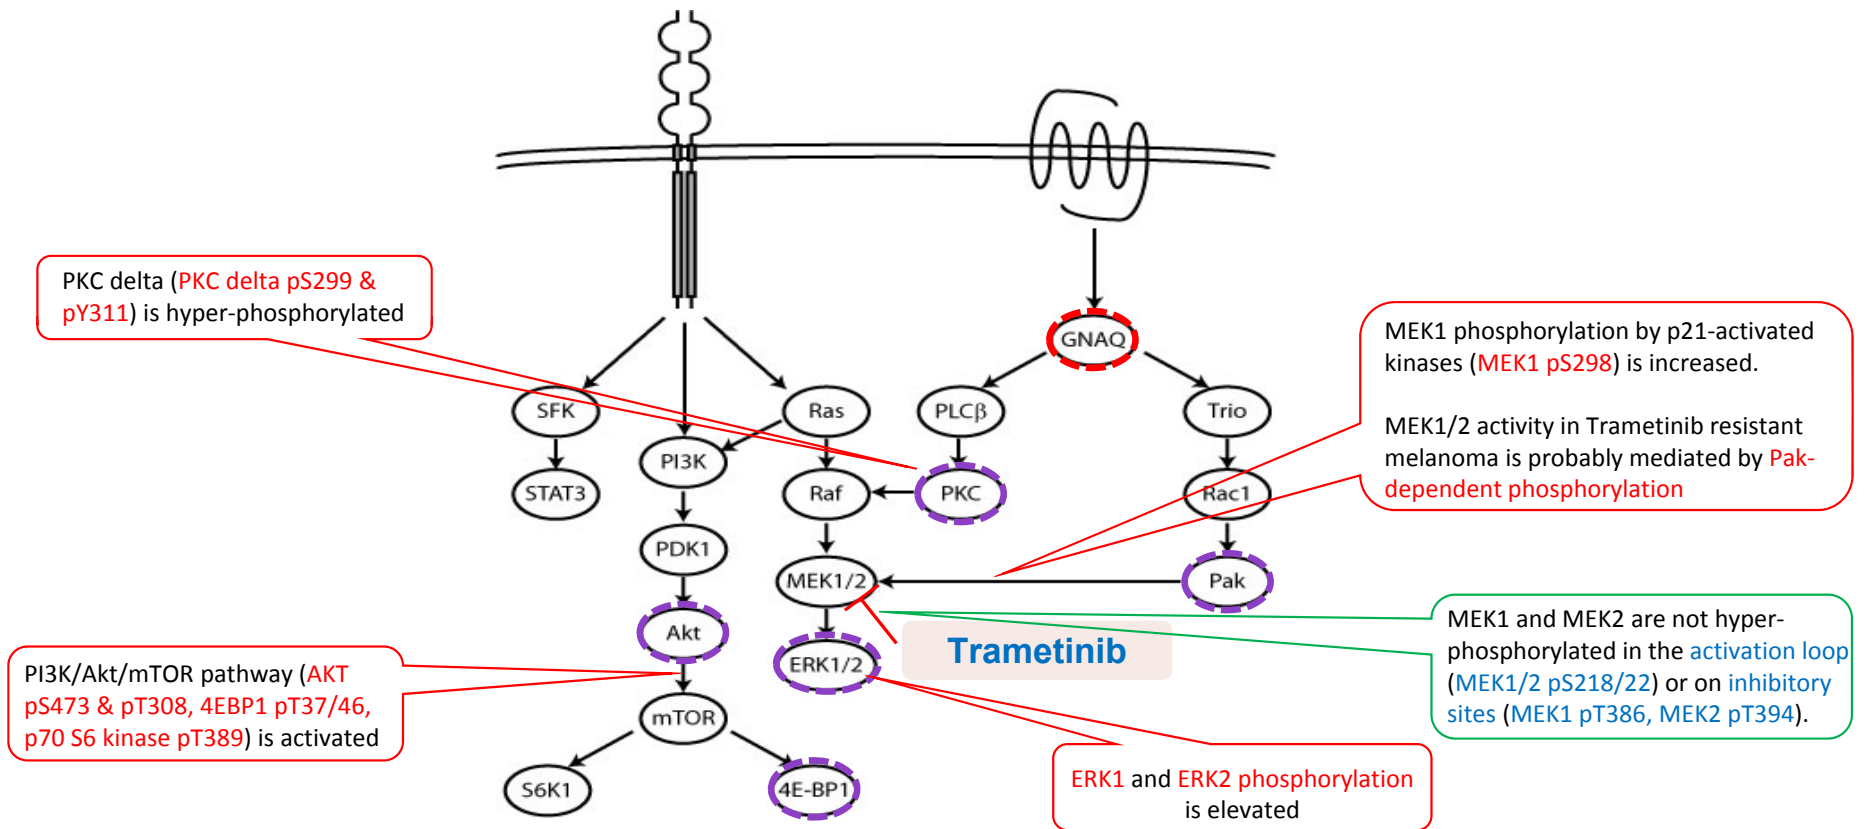 PKC delta (PKC delta pS299 &
pY311) is hyper-phosphorylated
GNAQ
MEK1 phosphorylation by p21-activated
kinases (MEK1 pS298) is increased.
MEK1/2 activity in Trametinib resistant
melanoma is probably mediated by Pak-
dependent phosphorylation
SFK
Ras
PLCβ
Trio
PI3K
STAT3
Raf
PKC
Rac1
PDK1
MEK1/2
Pak
Akt
ERK1/2
Trametinib
MEK1 and MEK2 are not hyper-
phosphorylated in the activation loop
(MEK1/2 pS218/22) or on inhibitory
sites (MEK1 pT386, MEK2 pT394).
PI3K/Akt/mTOR pathway (AKT
pS473 & pT308, 4EBP1 pT37/46,
p70 S6 kinase pT389) is activated
mTOR
S6K1
4E-BP1
ERK1 and ERK2 phosphorylation
is elevated